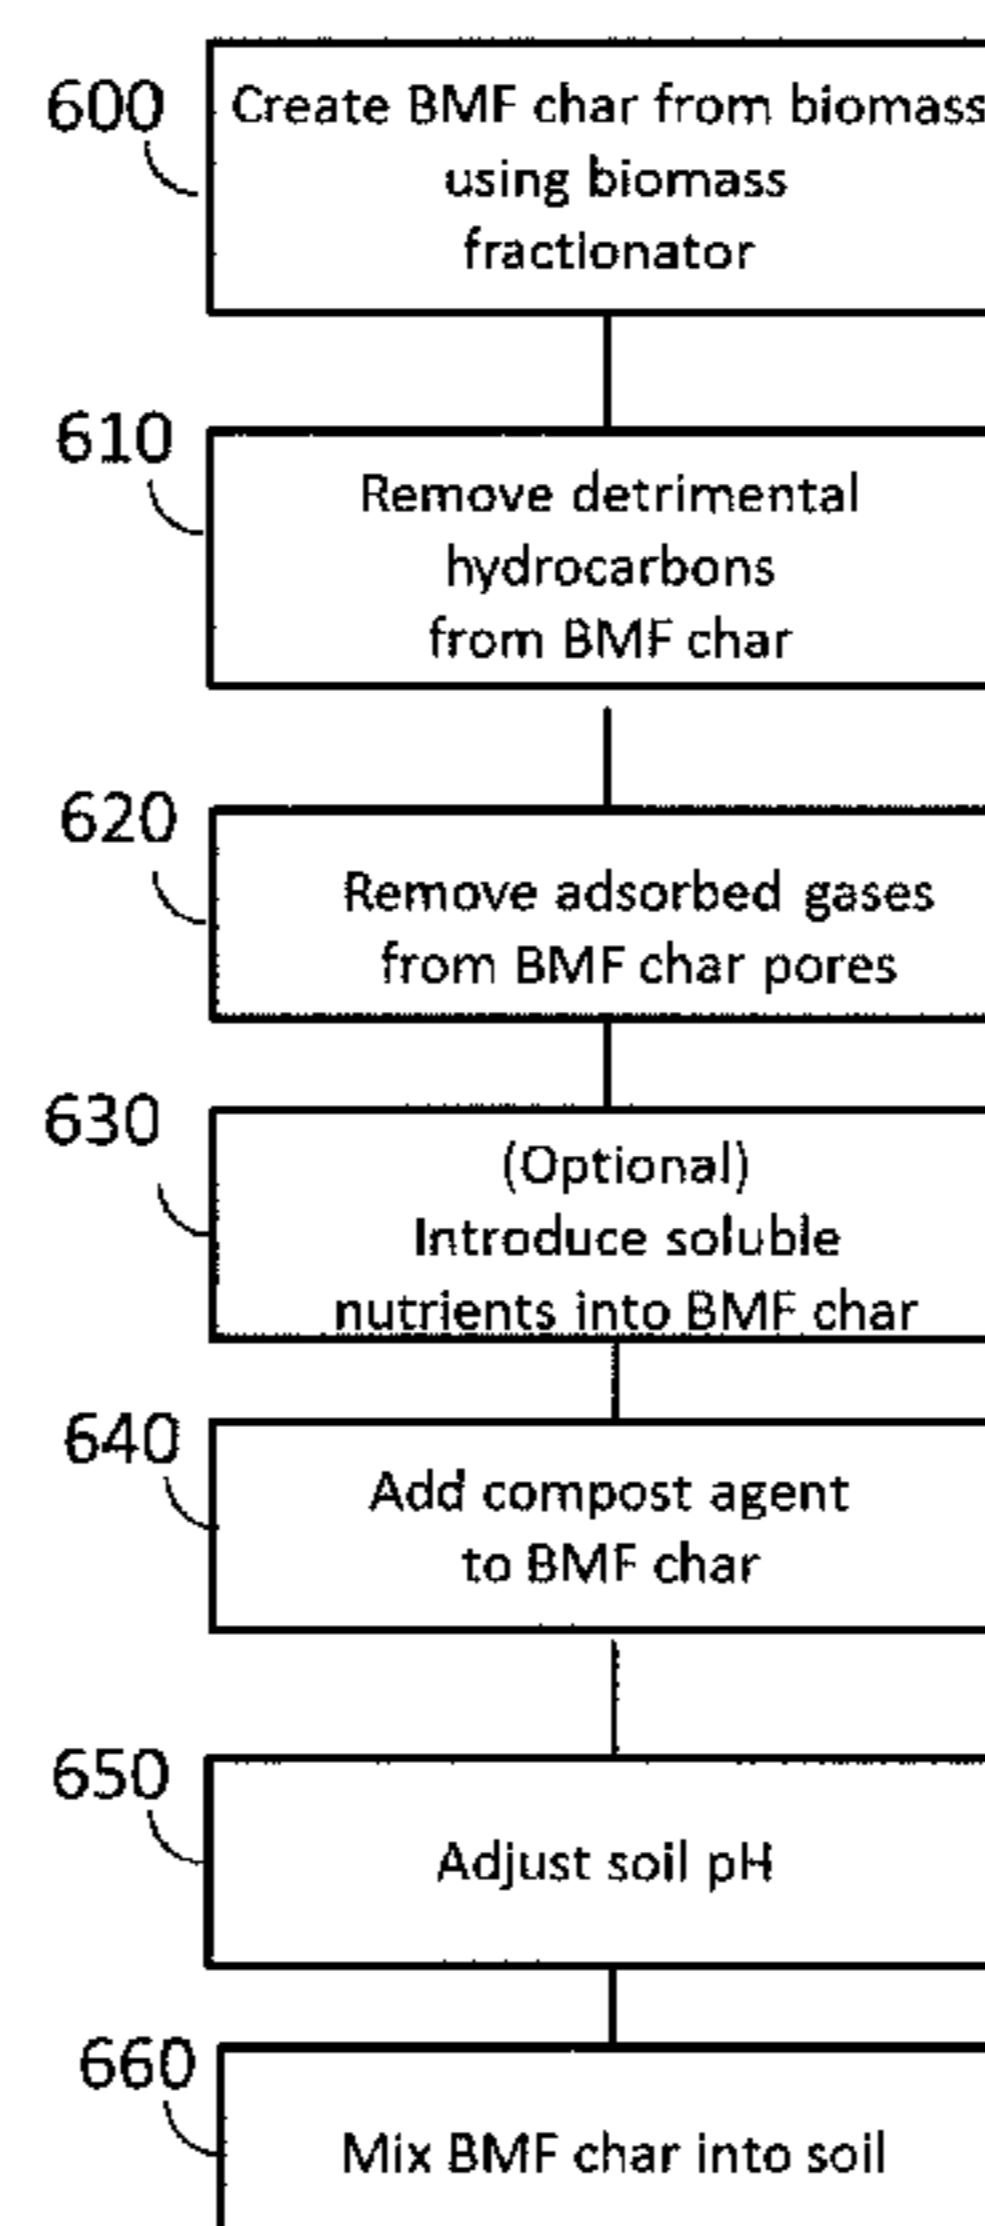 600
Create BMF char from biomass
using biomass
fractionator
610
Remove detrimental
hydrocarbons
from BMF char
620
Remove adsorbed gases
from BMF char pores
630
(Optional)
Introduce soluble
nutrients into BMF char
640
Add compost agent
to BMF char
650
Adjust soil pH
660
Mix BMF char into soil